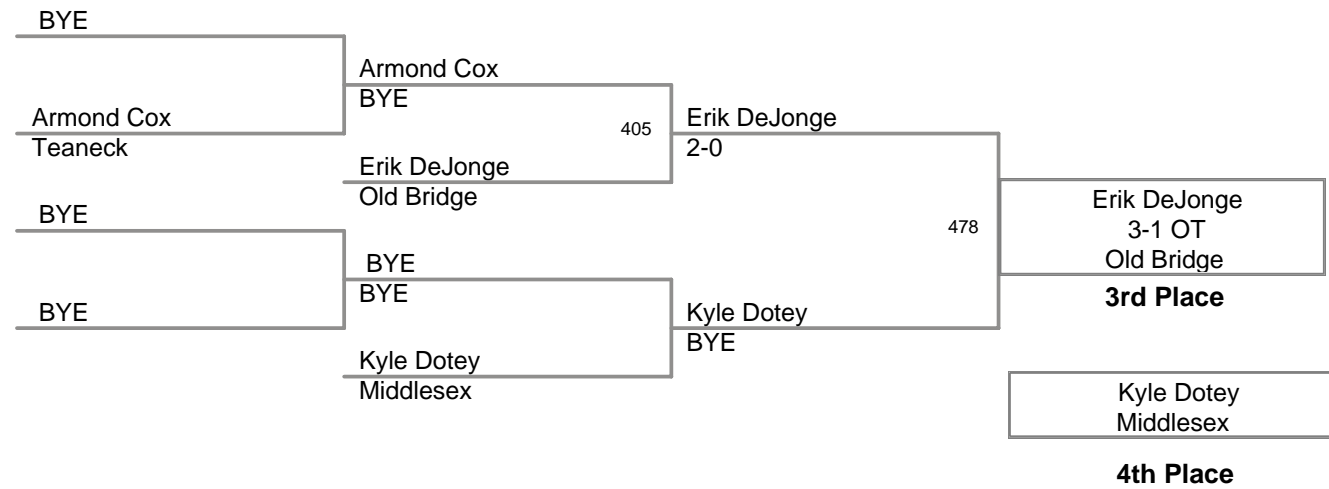 BYE
Armond Cox
BYE
Armond Cox
Teaneck
405
Erik DeJonge
2-0
Erik DeJonge
Old Bridge
BYE
478
Erik DeJonge
3-1 OT
Old Bridge
3rd Place
BYE
BYE
BYE
Kyle Dotey
BYE
Kyle Dotey
Middlesex
Kyle Dotey
Middlesex
4th Place